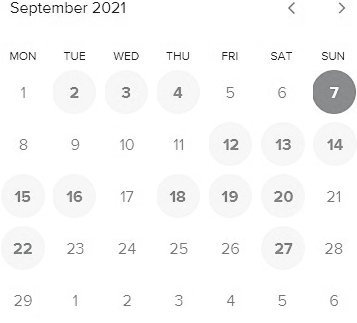 September 2021
MON TUE WED THU FRI SAT SUN
1 2 3 4 5 6 7
8 9 10 11 12 13 14
15 16 17 18 19 20 21
22 23 24 25 26 27 28
29 1 2 3 4 5 6